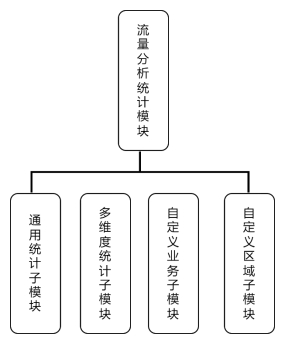 流量分析统计模块
通用统计子模块
多维度统计子模块
自定义业务子模块
自定义区域子模块